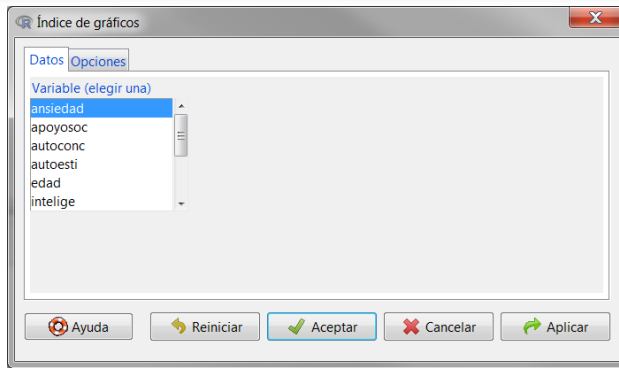 Índice de gráficos
Datos Opciones
Variable (elegir una)
ansiedad
apoyosoc
autoconc
autoesti
edad
intelige
Ayuda Reiniciar Aceptar Cancelar Aplicar